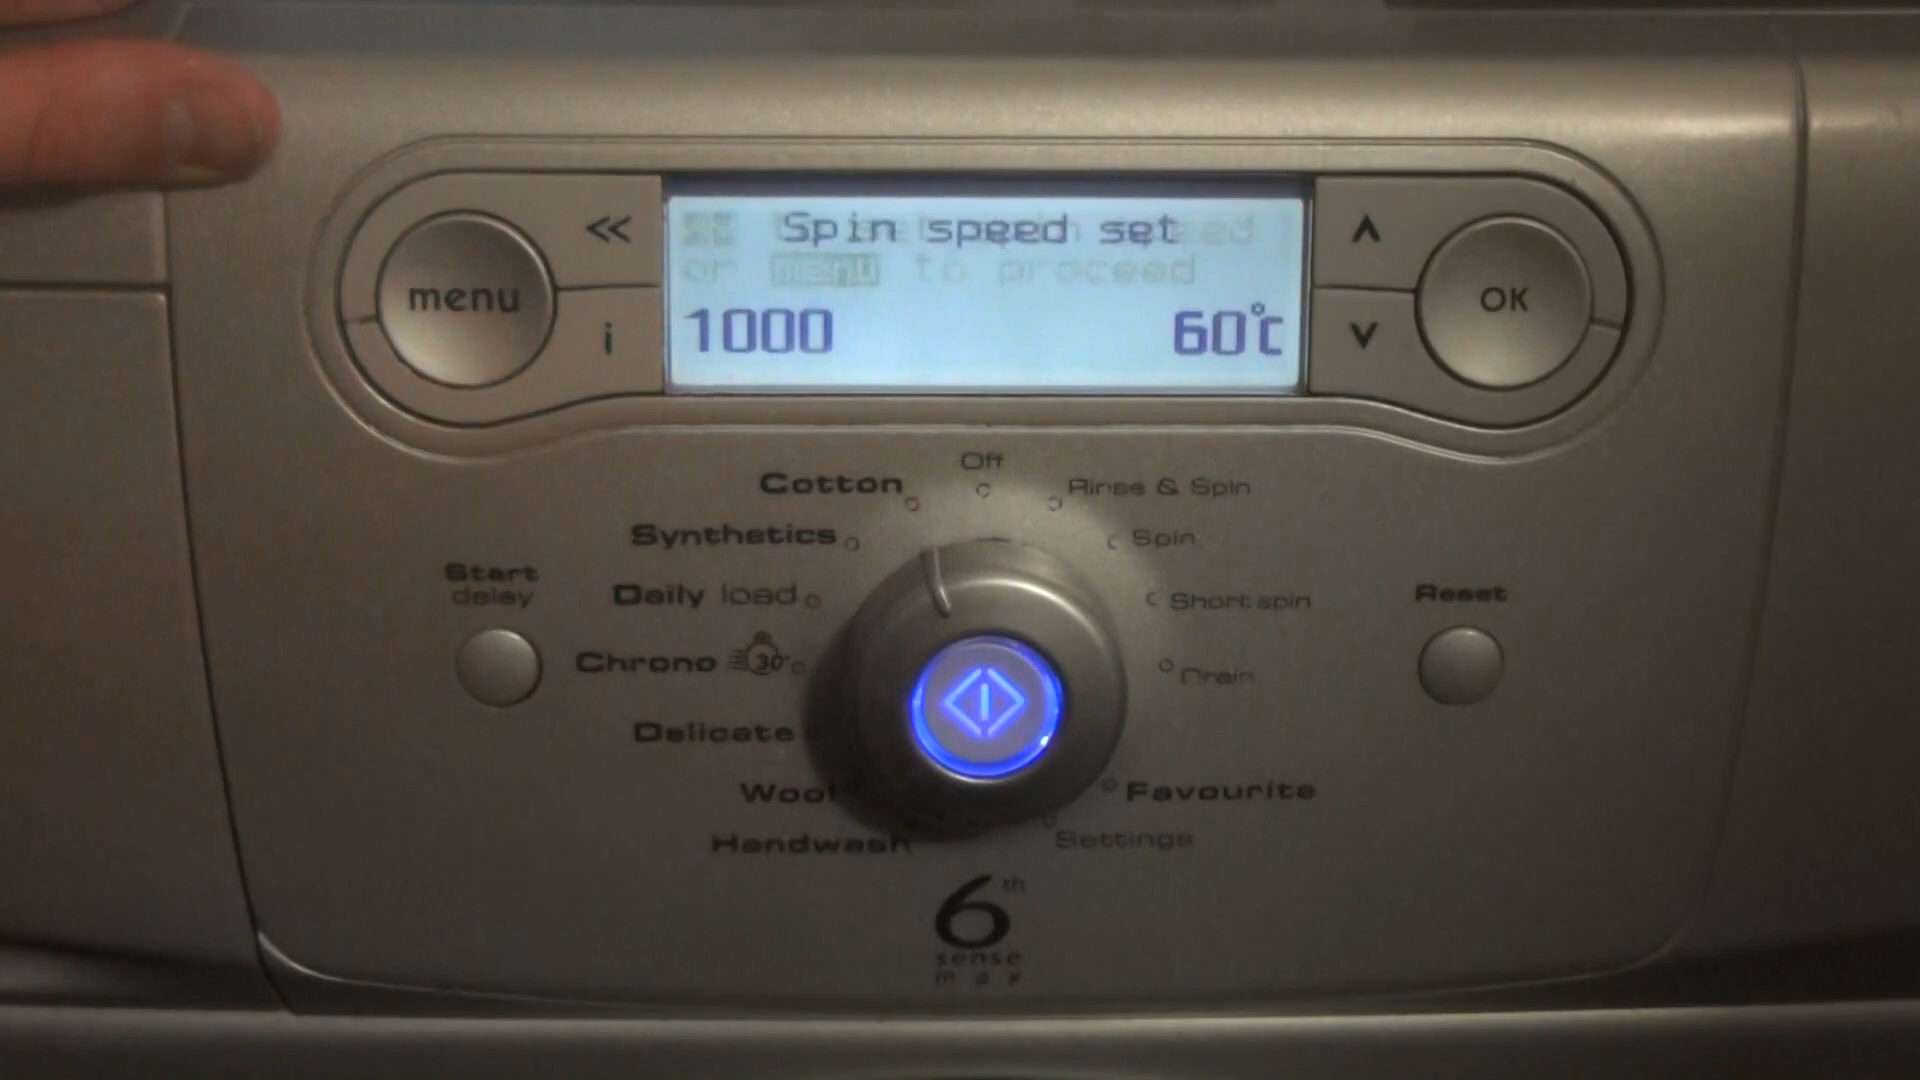 menu
<<
i
Spin speed set
or MENU to proceed
1000
60°C
OK
Off
Cotton
Rinse & Spin
Synthetics
Spin
Start
delay
Daily load
Short spin
Reset
Chrono 30'
Drain
Delicate
Wool
Favourite
Handwash
Settings
6th
sense
max